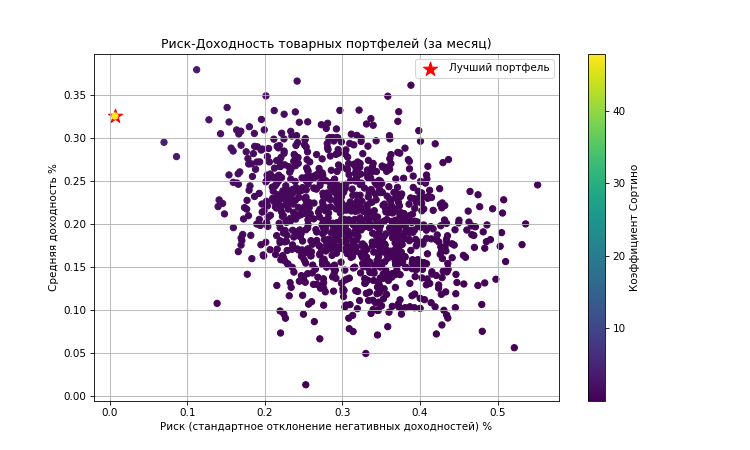 Риск-Доходность товарных портфелей (за месяц)
Лучший портфель
Средняя доходность %
0.35
0.30
0.25
0.20
0.15
0.10
0.05
0.00
0.0 0.1 0.2 0.3 0.4 0.5
Риск (стандартное отклонение негативных доходностей) %
40
30
20
10
Коэффициент Сортино